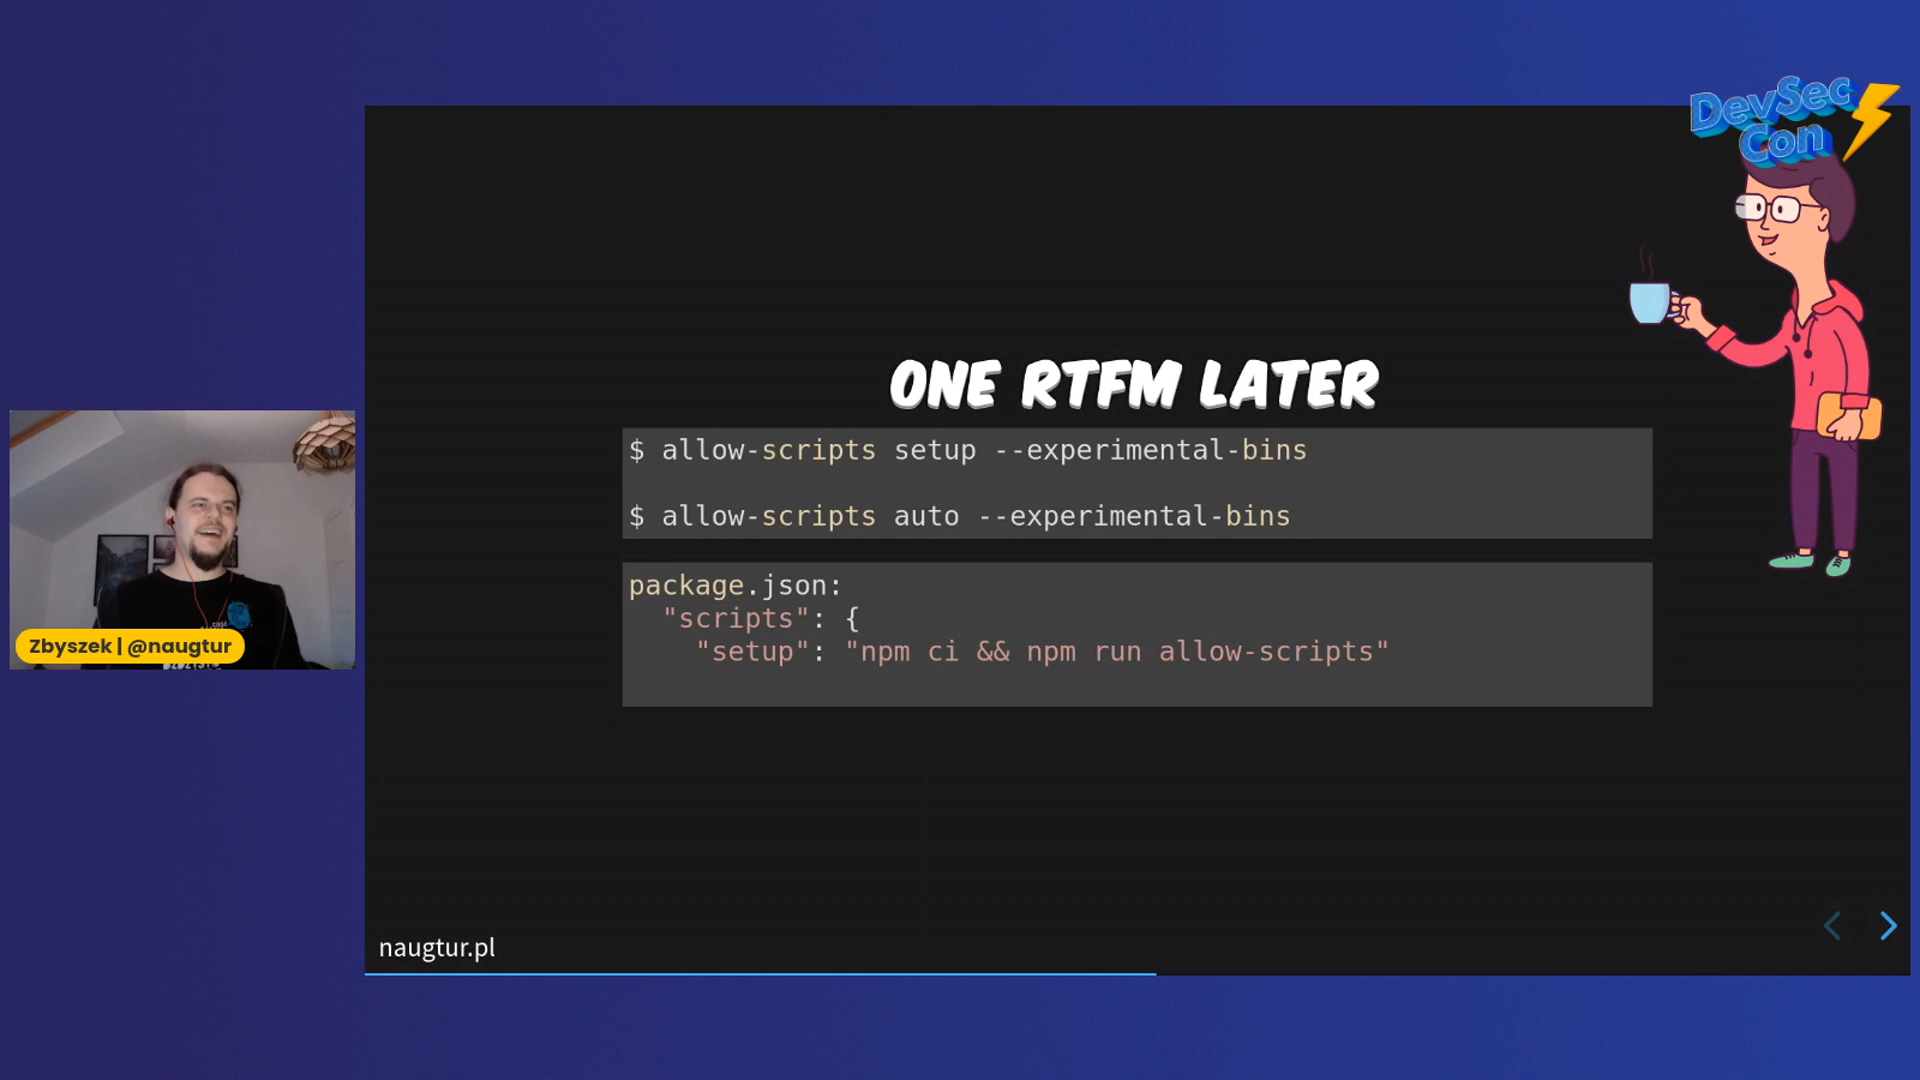 DevSec
Con
ONE RTFM LATER
$ allow-scripts setup --experimental-bins
$ allow-scripts auto --experimental-bins
package.json:
"scripts": {
"setup": "npm ci && npm run allow-scripts"
Zbyszek | @naugtur
naugtur.pl